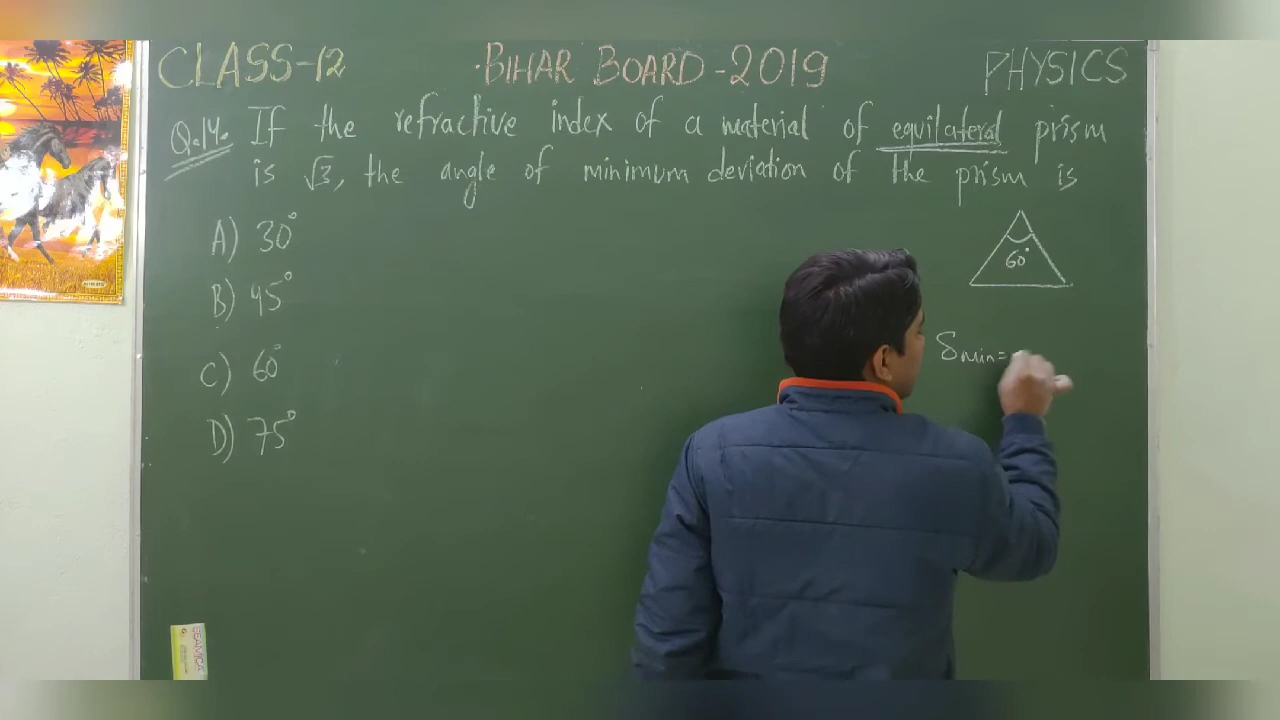 CLASS-12
BIHAR BOARD-2019
PHYSICS
Q.14. If the refractive index of a material of equilateral prism
is √3, the angle of minimum deviation of the prism is
A) 30°
B) 45°
C) 60°
D) 75°
60°
δmin=